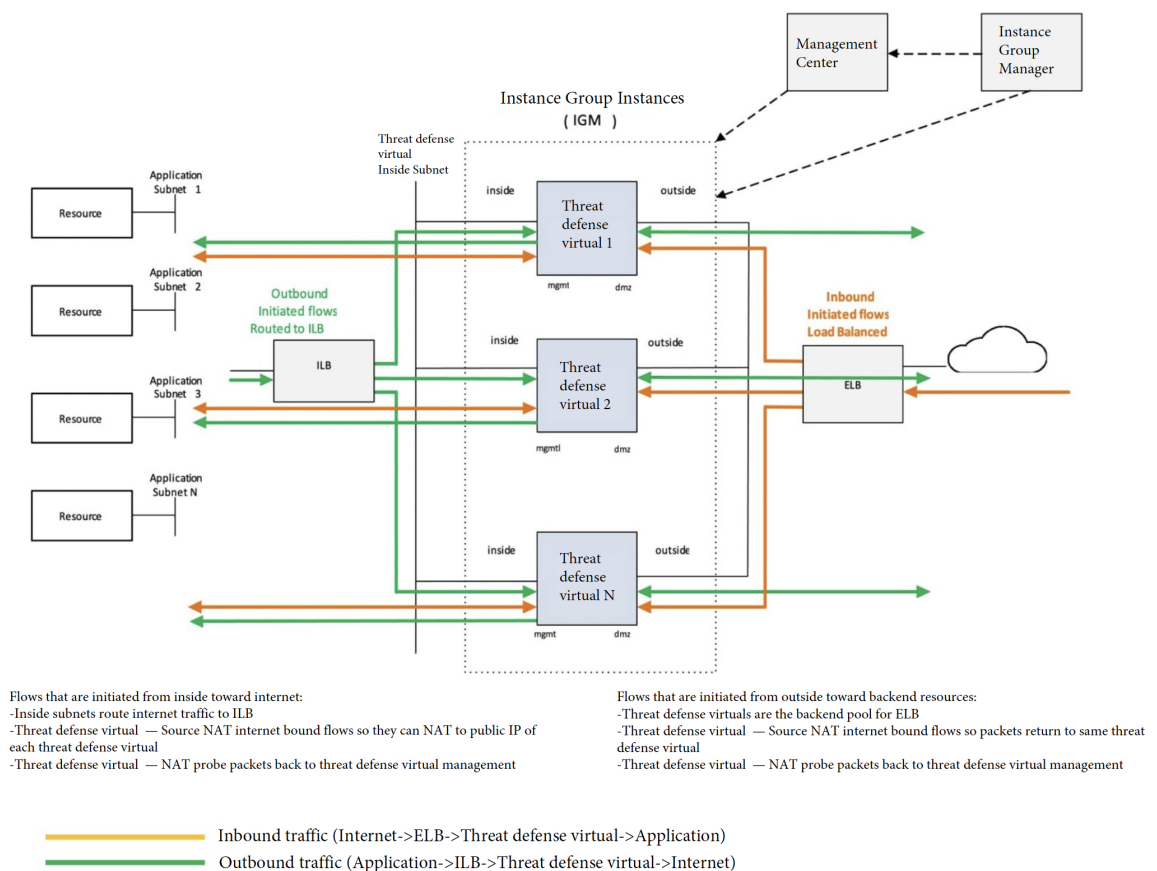 Management
Center
Instance
Group
Manager
Instance Group Instances
( IGM )
Threat defense
virtual
Inside Subnet
Application
Subnet 1
Resource
inside
outside
Threat
defense
virtual 1
mgmt
dmz
Application
Subnet 2
Resource
Outbound
Initiated flows
Routed to ILB
ILB
Inbound
Initiated flows
Load Balanced
ELB
inside
outside
Threat
defense
virtual 2
mgmtl
dmz
Application
Subnet 3
Resource
Application
Subnet N
Resource
inside
outside
Threat
defense
virtual N
mgmt
dmz
Flows that are initiated from inside toward internet:
-Inside subnets route internet traffic to ILB
-Threat defense virtual — Source NAT internet bound flows so they can NAT to public IP of
each threat defense virtual
-Threat defense virtual — NAT probe packets back to threat defense virtual management
Flows that are initiated from outside toward backend resources:
-Threat defense virtuals are the backend pool for ELB
-Threat defense virtual — Source NAT internet bound flows so packets return to same threat
defense virtual
-Threat defense virtual — NAT probe packets back to threat defense virtual management
Inbound traffic (Internet->ELB->Threat defense virtual->Application)
Outbound traffic (Application->ILB->Threat defense virtual->Internet)